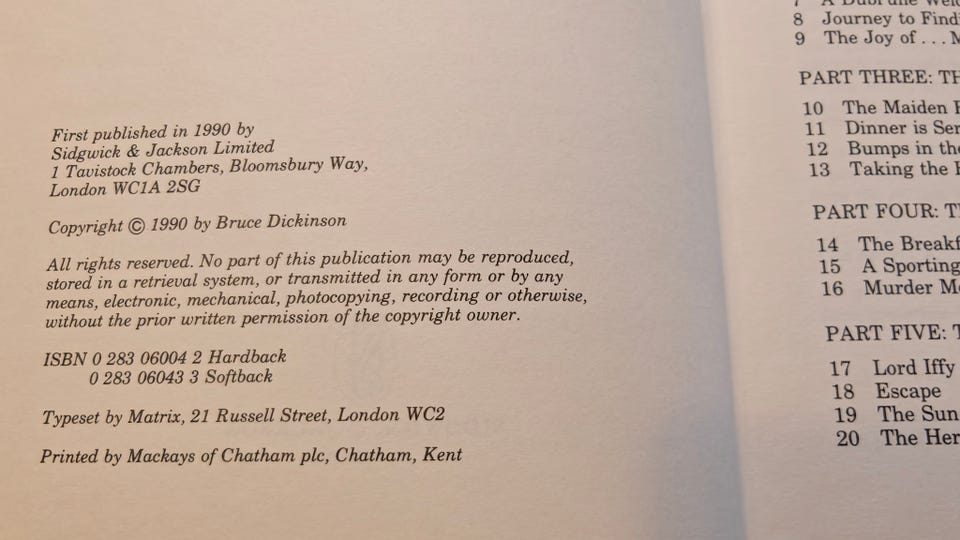 First published in 1990 by
Sidgwick & Jackson Limited
1 Tavistock Chambers, Bloomsbury Way,
London WC1A 2SG
Copyright © 1990 by Bruce Dickinson
All rights reserved. No part of this publication may be reproduced,
stored in a retrieval system, or transmitted in any form or by any
means, electronic, mechanical, photocopying, recording or otherwise,
without the prior written permission of the copyright owner.
ISBN 0 283 06004 2 Hardback
0 283 06043 3 Softback
Typeset by Matrix, 21 Russell Street, London WC2
Printed by Mackays of Chatham plc, Chatham, Kent
7 A
8 Journey to
9 The Joy of . . .
PART THREE:
10 The Maiden
11 Dinner is
12 Bumps in
13 Taking the
PART FOUR:
14 The
15 A Sporting
16 Murder
PART FIVE:
17 Lord Iffy
18 Escape
19 The Sun
20 The